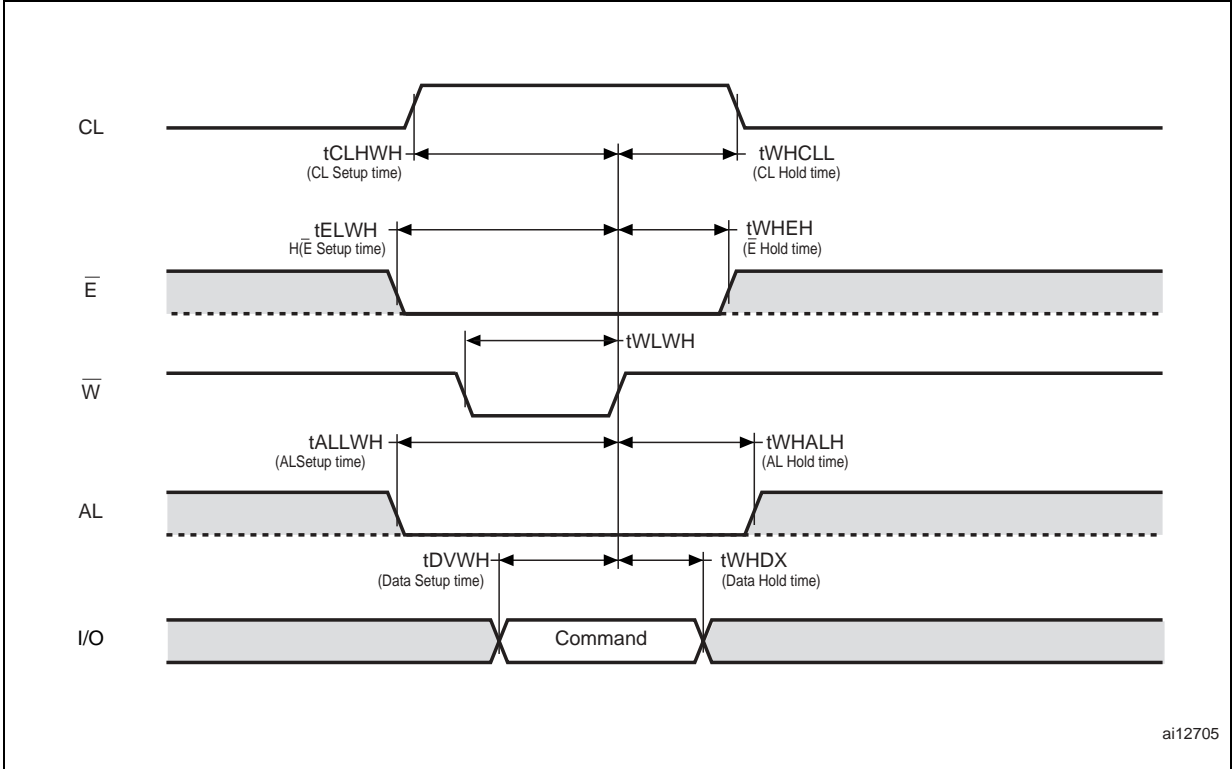 CL
tCLHWH
(CL Setup time)
tWHCLL
(CL Hold time)
tELWH
H(E̅ Setup time)
tWHEH
(E̅ Hold time)
E̅
tWLWH
W̅
tALLWH
(ALSetup time)
tWHALH
(AL Hold time)
AL
tDVWH
(Data Setup time)
tWHDX
(Data Hold time)
I/O
Command
ai12705